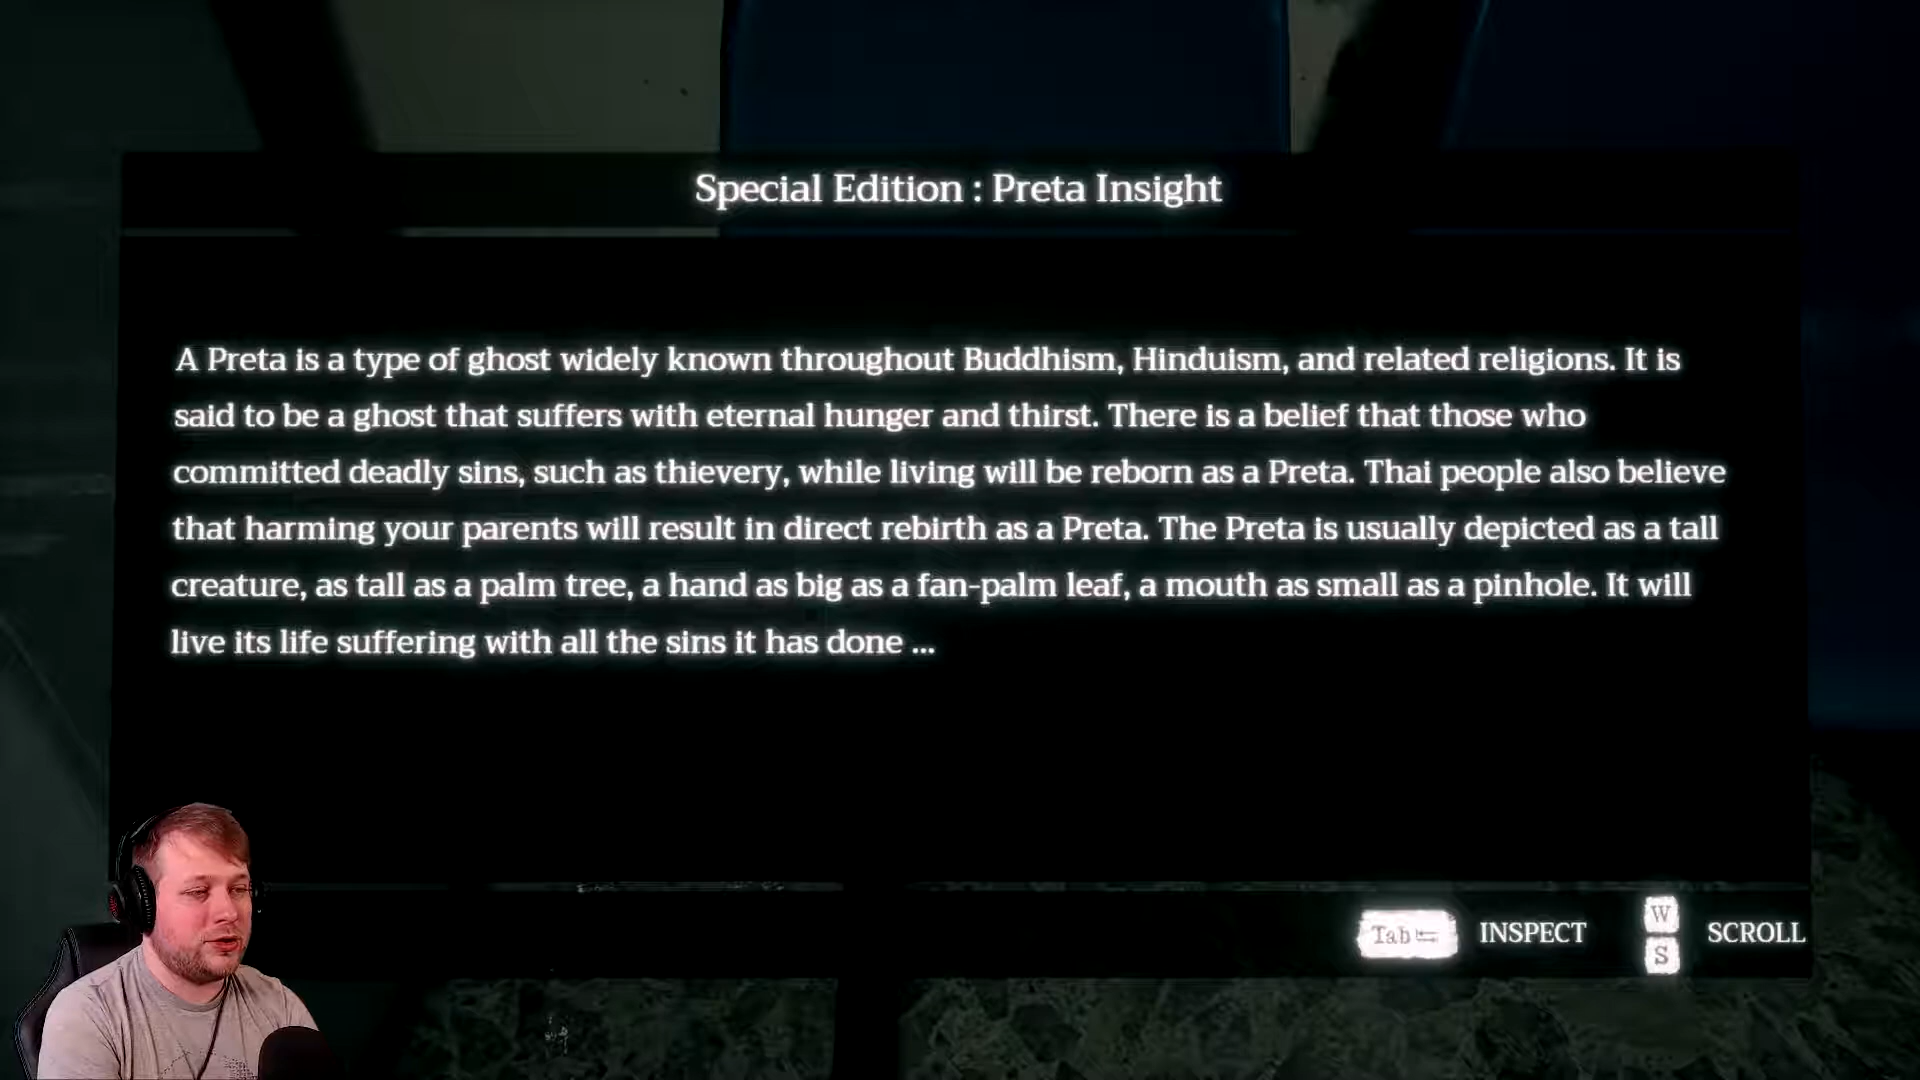 Special Edition : Preta Insight
A Preta is a type of ghost widely known throughout Buddhism, Hinduism, and related religions. It is
said to be a ghost that suffers with eternal hunger and thirst. There is a belief that those who
committed deadly sins, such as thievery, while living will be reborn as a Preta. Thai people also believe
that harming your parents will result in direct rebirth as a Preta. The Preta is usually depicted as a tall
creature, as tall as a palm tree, a hand as big as a fan-palm leaf, a mouth as small as a pinhole. It will
live its life suffering with all the sins it has done ...
Tab INSPECT
W
S
SCROLL